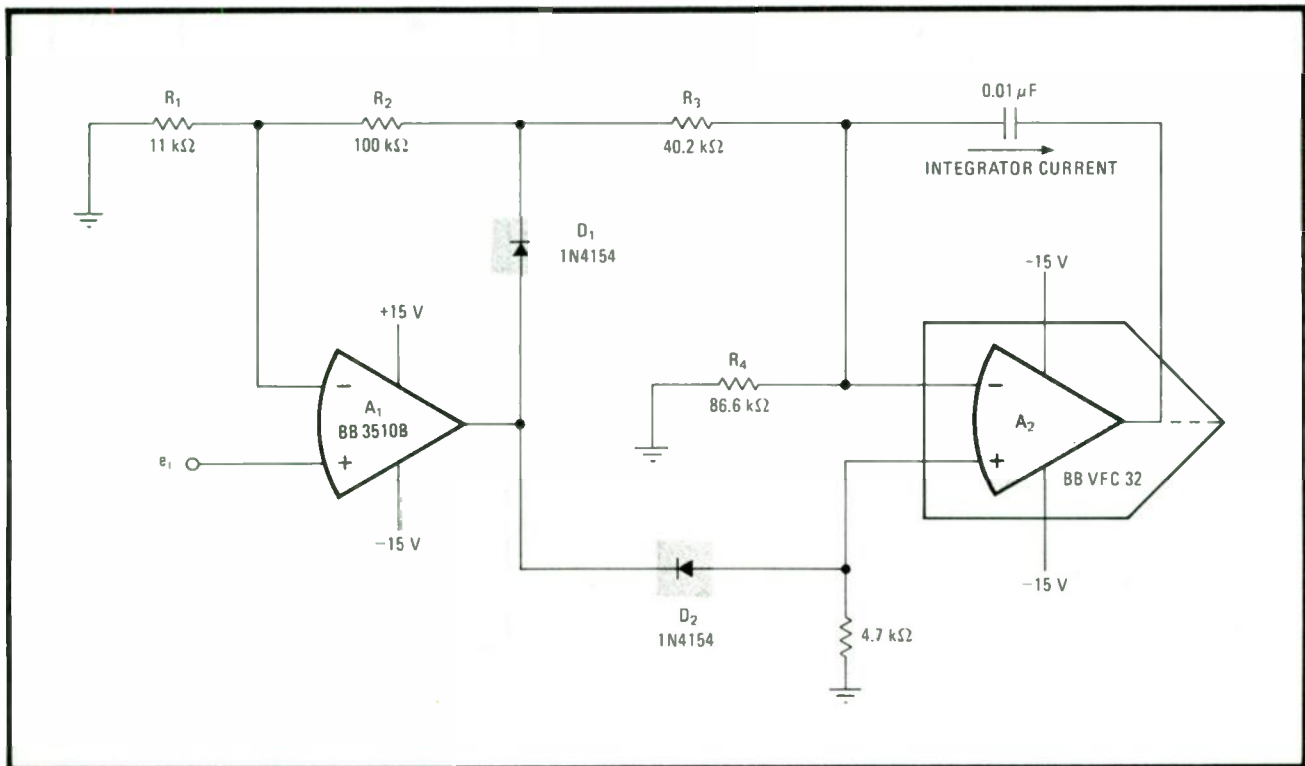 R₁
11 kΩ
R₂
100 kΩ
R₃
40.2 kΩ
0.01 μF
INTEGRATOR CURRENT
D₁
1N4154
+15 V
-15 V
A₁
BB 3510B
−
+
e₁
−15 V
R₄
86.6 kΩ
−
+
A₂
BB VFC 32
−15 V
D₂
1N4154
4.7 kΩ